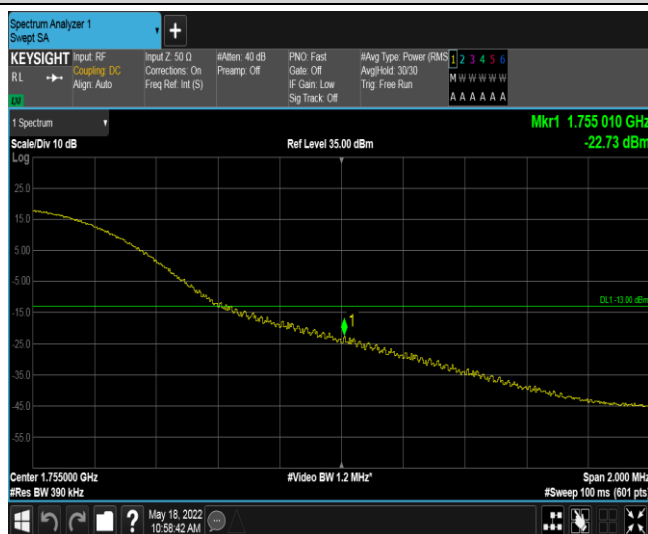 Spectrum Analyzer 1
Swept SA
+
KEYSIGHT Input: RF Input Z: 50 Ω #Atten: 40 dB PNO: Fast #Avg Type: Power (RMS 1 2 3 4 5 6
RL Coupling: DC Corrections: On Preamp: Off Gate: Off Avg|Hold: 30/30 M W W W W W
Align: Auto Freq Ref: Int (S) IF Gain: Low Trig: Free Run
Sig Track: Off A A A A A A
1 Spectrum Mkr1 1.755 010 GHz
Scale/Div 10 dB Ref Level 35.00 dBm -22.73 dBm
Log
25.0
15.0
5.00
-5.00
DL1 -13.00 dBm
-15.0
1
-25.0
-35.0
-45.0
-55.0
Center 1.755000 GHz #Video BW 1.2 MHz* Span 2.000 MHz
#Res BW 390 kHz #Sweep 100 ms (601 pts)
? May 18, 2022
10:58:42 AM